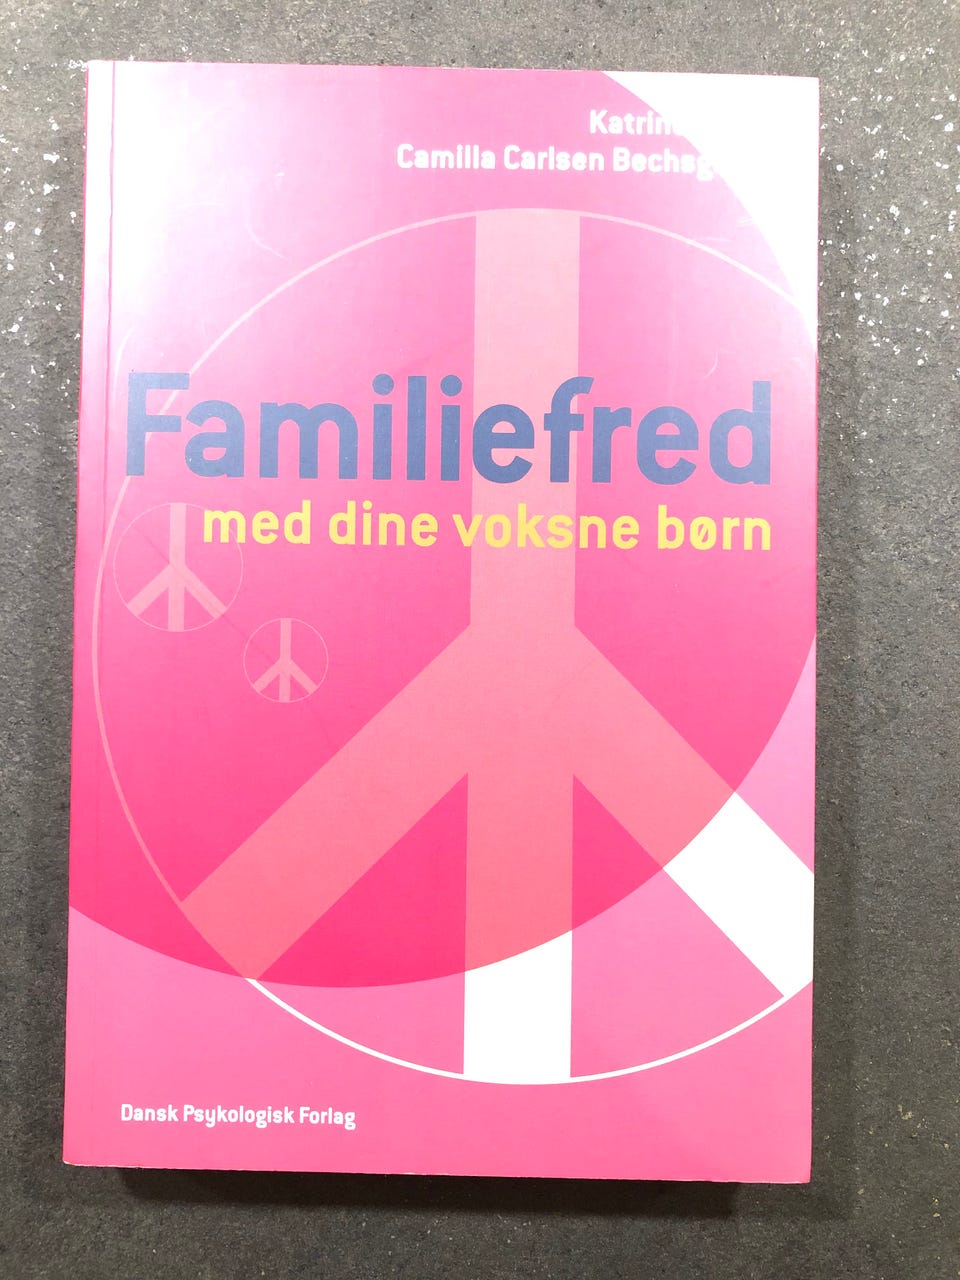 Camilla Carlsen
Familiefred
med dine voksne børn
Dansk Psykologisk Forlag